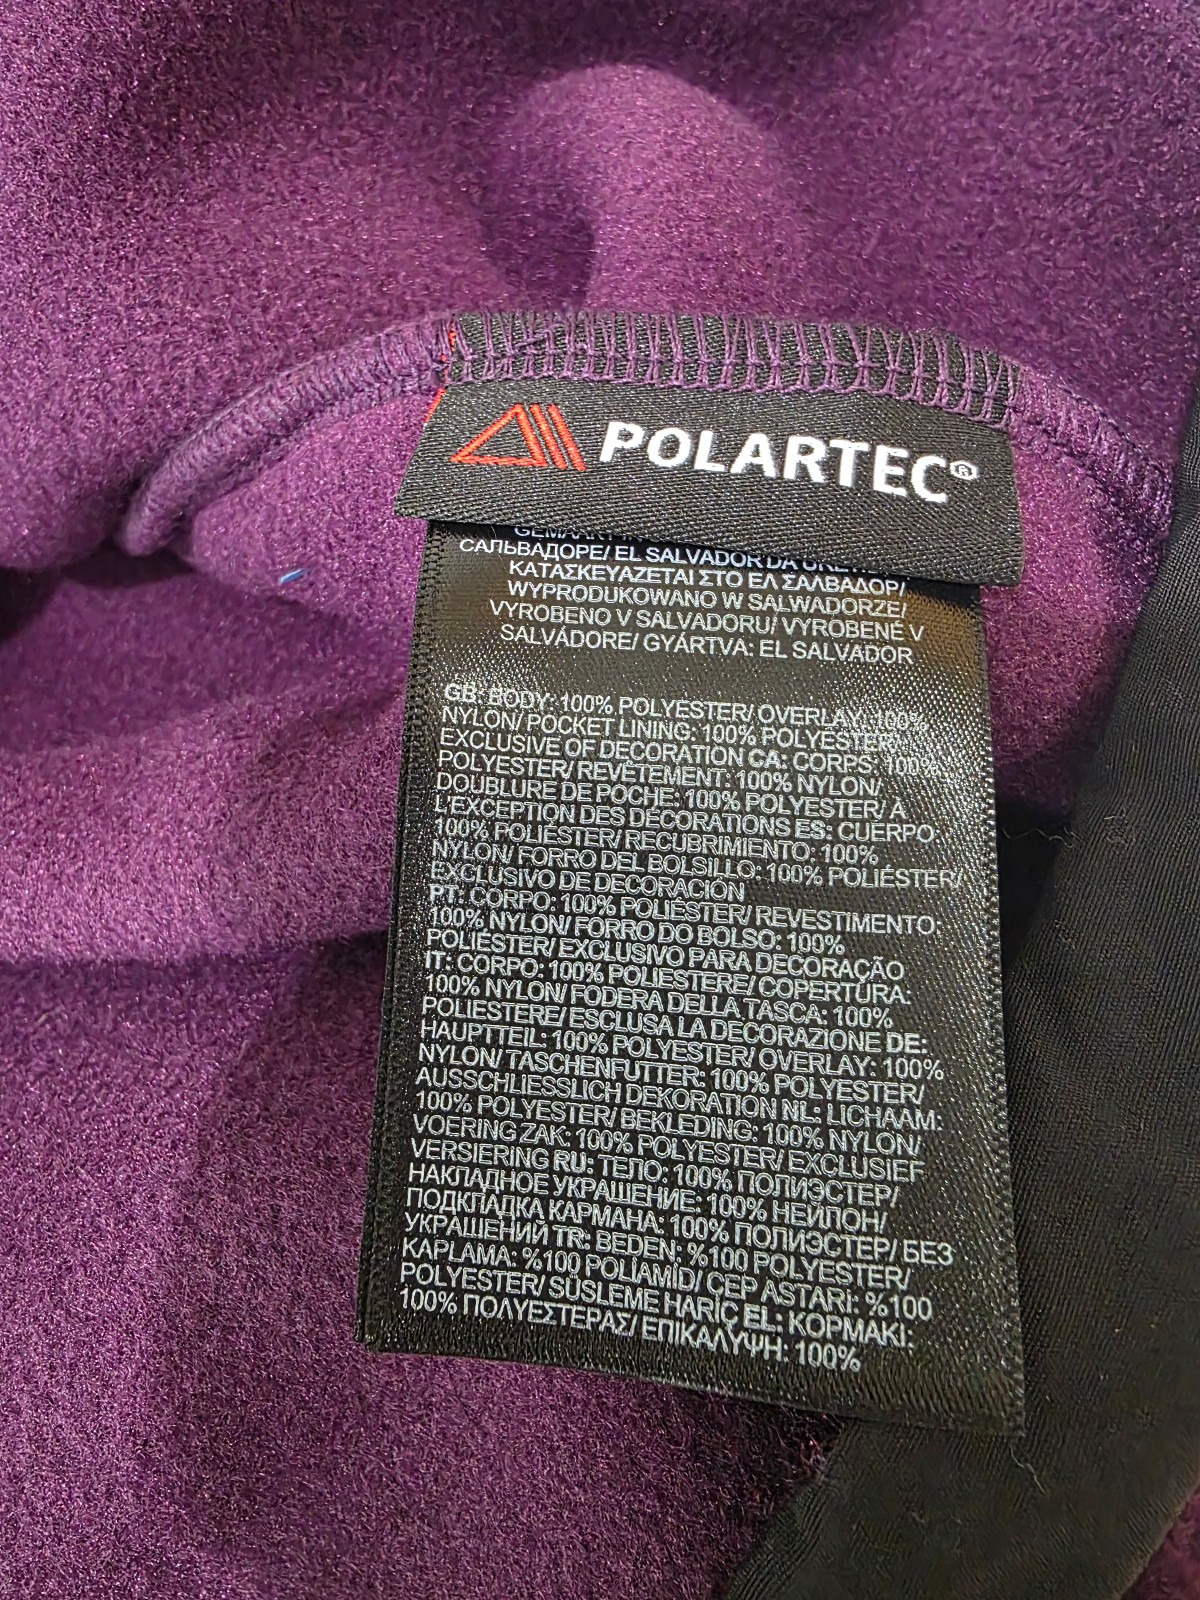 POLARTEC®
САЛЬВАДОРЕ/ EL SALVADOR'DA
ΚΑΤΑΣΚΕΥΑΖΕΤΑΙ ΣΤΟ ΕΛ ΣΑΛΒΑΔΟΡ/
WYPRODUKOWANO W SALWADORZE/
VYROBENO V SALVADORU/ VYROBENÉ V
SALVÁDORE/ GYÁRTVA: EL SALVADOR
GB: BODY: 100% POLYESTER/ OVERLAY: 100%
NYLON/ POCKET LINING: 100% POLYESTER/
EXCLUSIVE OF DECORATION CA: CORPS: 100%
POLYESTER/ REVÊTEMENT: 100% NYLON/
DOUBLURE DE POCHE: 100% POLYESTER/ À
L'EXCEPTION DES DÉCORATIONS ES: CUERPO:
100% POLIÉSTER/ RECUBRIMIENTO: 100%
NYLON/ FORRO DEL BOLSILLO: 100% POLIÉSTER/
EXCLUSIVO DE DECORACIÓN
PT: CORPO: 100% POLIÉSTER/ REVESTIMENTO:
100% NYLON/ FORRO DO BOLSO: 100%
POLIÉSTER/ EXCLUSIVO PARA DECORAÇÃO
IT: CORPO: 100% POLIESTERE/ COPERTURA:
100% NYLON/ FODERA DELLA TASCA: 100%
POLIESTERE/ ESCLUSA LA DECORAZIONE DE:
HAUPTTEIL: 100% POLYESTER/ OVERLAY: 100%
NYLON/ TASCHENFUTTER: 100% POLYESTER/
AUSSCHLIESSLICH DEKORATION NL: LICHAAM:
100% POLYESTER/ BEKLEDING: 100% NYLON/
VOERING ZAK: 100% POLYESTER/ EXCLUSIEF
VERSIERING RU: ТЕЛО: 100% ПОЛИЭСТЕР/
НАКЛАДНОЕ УКРАШЕНИЕ: 100% НЕЙЛОН/
ПОДКЛАДКА КАРМАНА: 100% ПОЛИЭСТЕР/ БЕЗ
УКРАШЕНИЙ TR: BEDEN: %100 POLYESTER/
KAPLAMA: %100 POLIAMID/ CEP ASTARI: %100
POLYESTER/ SÜSLEME HARİÇ EL: ΚΟΡΜΑΚΙ:
100% ΠΟΛΥΕΣΤΕΡΑΣ/ ΕΠΙΚΑΛΥΨΗ: 100%